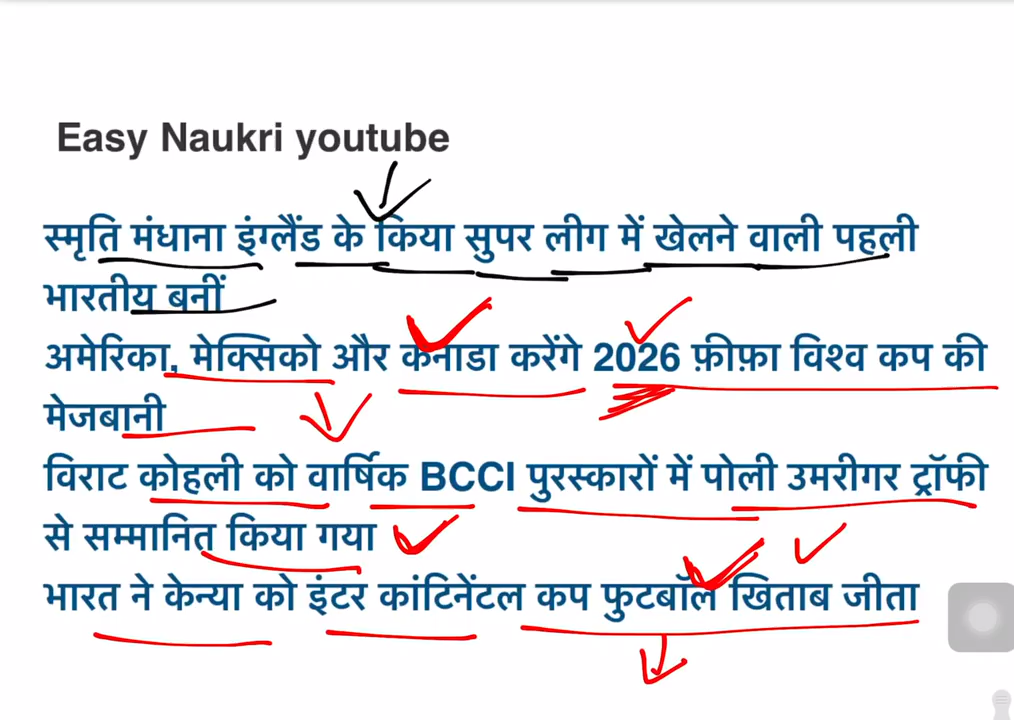 Easy Naukri youtube
स्मृति मंधाना इंग्लैंड के किया सुपर लीग में खेलने वाली पहली
भारतीय बनीं
अमेरिका, मेक्सिको और कनाडा करेंगे 2026 फ़ीफ़ा विश्व कप की
मेजबानी
विराट कोहली को वार्षिक BCCI पुरस्कारों में पोली उमरीगर ट्रॉफी
से सम्मानित किया गया
भारत ने केन्या को इंटर कांटिनेंटल कप फुटबॉल खिताब जीता